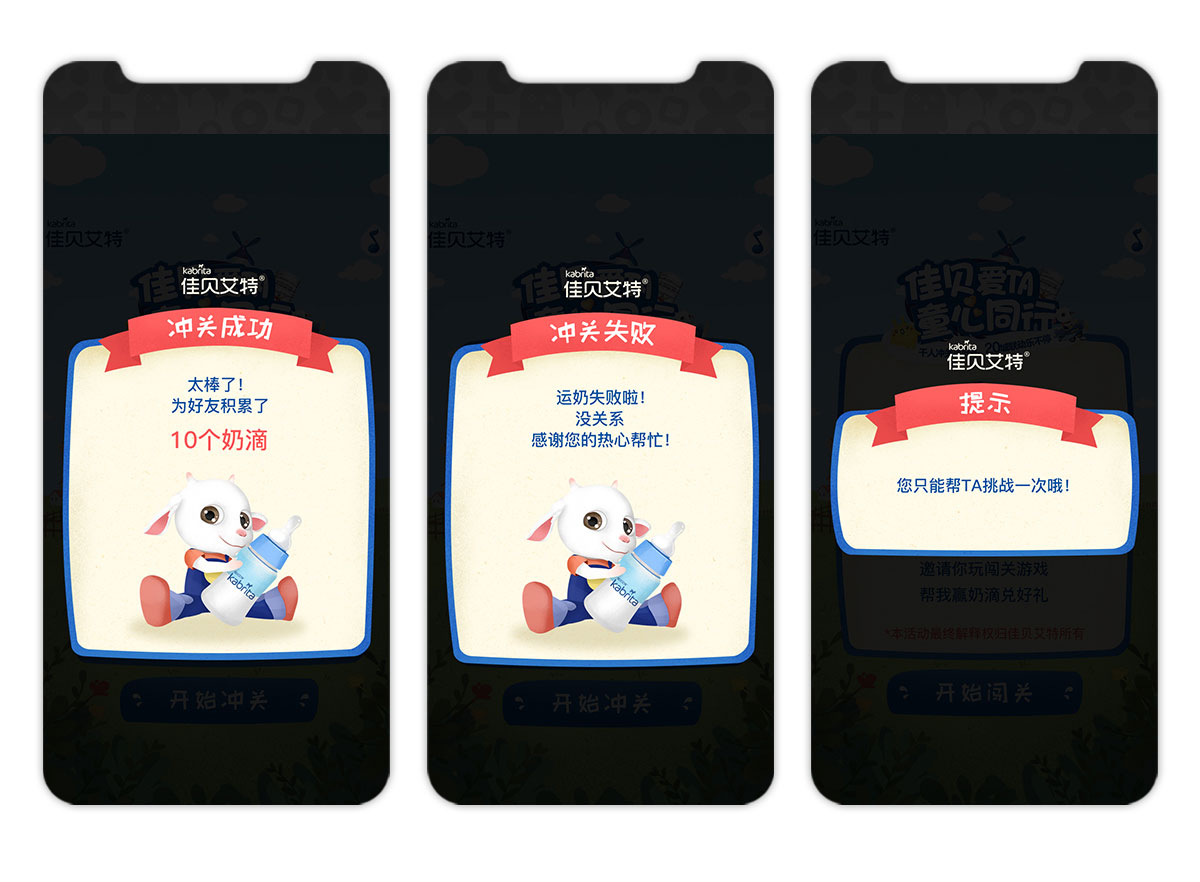 kabrita
佳贝艾特®
kabrita
佳贝艾特®
冲关成功
太棒了!
为好友积累了
10个奶滴
kabrita
开始冲关
kabrita
佳贝艾特®
kabrita
佳贝艾特®
冲关失败
运奶失败啦!
没关系
感谢您的热心帮忙!
kabrita
开始冲关
kabrita
佳贝艾特®
佳贝爱TA
童心同行
kabrita
佳贝艾特®
提示
您只能帮TA挑战一次哦!
邀请你玩闯关游戏
帮我赢奶滴兑好礼
*本活动最终解释权归佳贝艾特所有
开始闯关